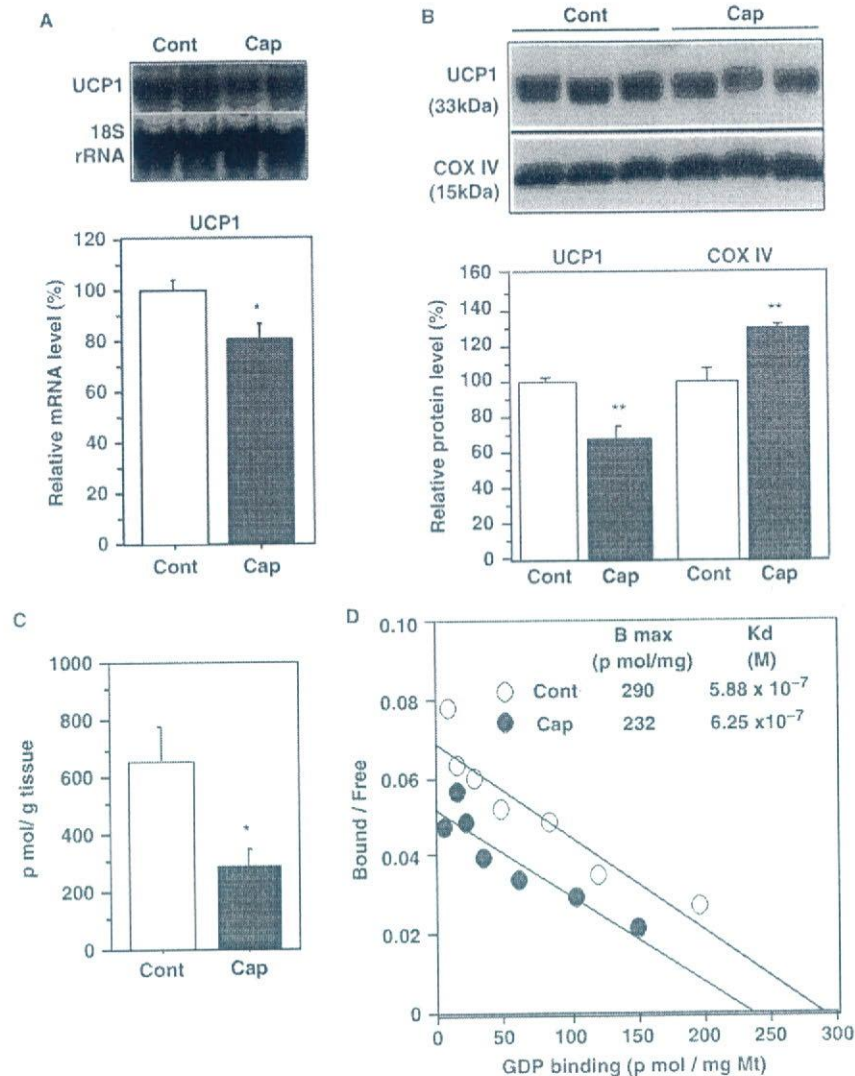 A
Cont Cap
UCP1
18S
rRNA
UCP1
Relative mRNA level (%)
120
100
80
60
40
20
0
*
Cont Cap
B
Cont Cap
UCP1
(33kDa)
COX IV
(15kDa)
UCP1 COX IV
Relative protein level (%)
160
140
120
100
80
60
40
20
0
**
**
Cont Cap Cont Cap
C
p mol/ g tissue
1000
800
600
400
200
0
*
Cont Cap
D
Bound / Free
0.10
0.08
0.06
0.04
0.02
0
B max Kd
(p mol/mg) (M)
Cont 290 5.88 x 10⁻⁷
Cap 232 6.25 x10⁻⁷
0 50 100 150 200 250 300
GDP binding (p mol / mg Mt)